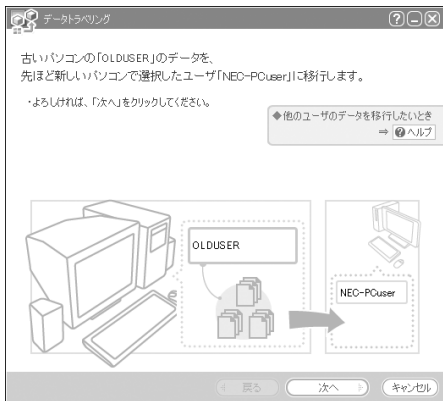 データトラベリング
古いパソコンの「OLDUSER」のデータを、
先ほど新しいパソコンで選択したユーザ「NEC-PCuser」に移行します。
・よろしければ、「次へ」をクリックしてください。
◆他のユーザのデータを移行したいとき
⇒ ?ヘルプ
OLDUSER
NEC-PCuser
戻る 次へ キャンセル